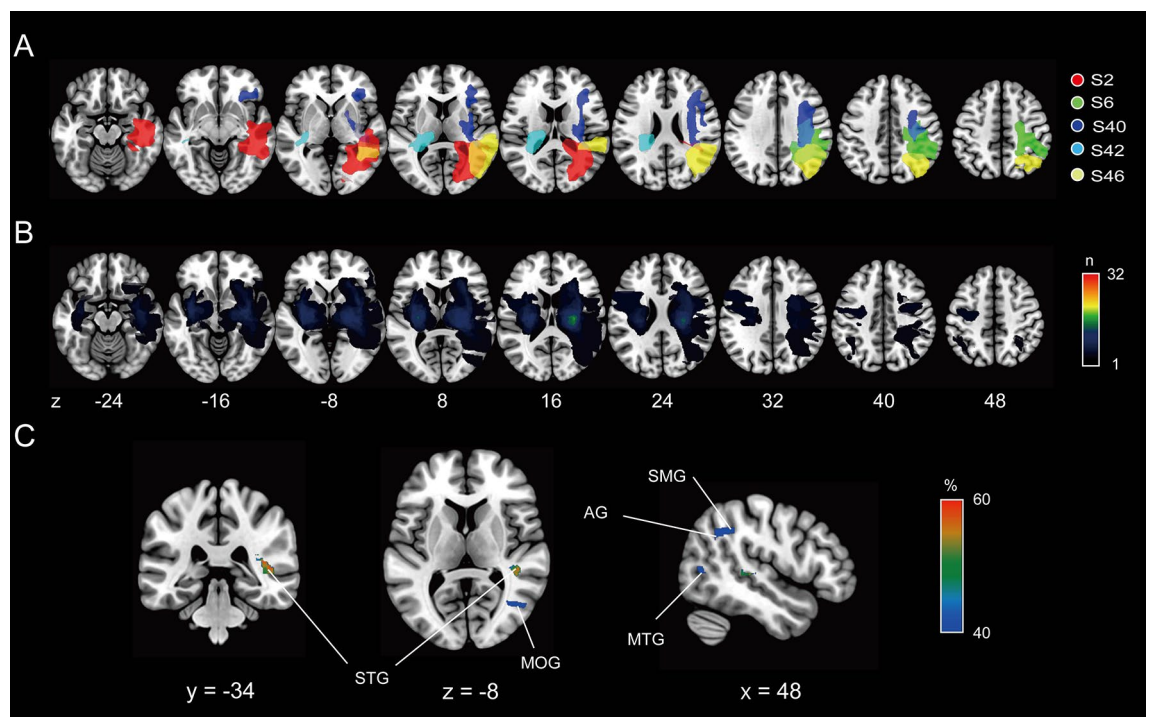 A
S2
S6
S40
S42
S46
B
n
32
1
z -24 -16 -8 8 16 24 32 40 48
C
SMG
AG
MTG
STG
MOG
%
60
40
y = -34 z = -8 x = 48